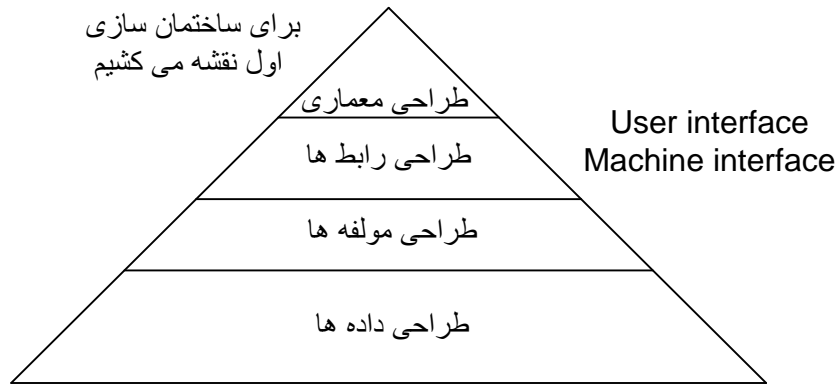 برای ساختمان سازی
اول نقشه می کشیم
طراحی معماری
User interface
Machine interface
طراحی رابط ها
طراحی مولفه ها
طراحی داده ها